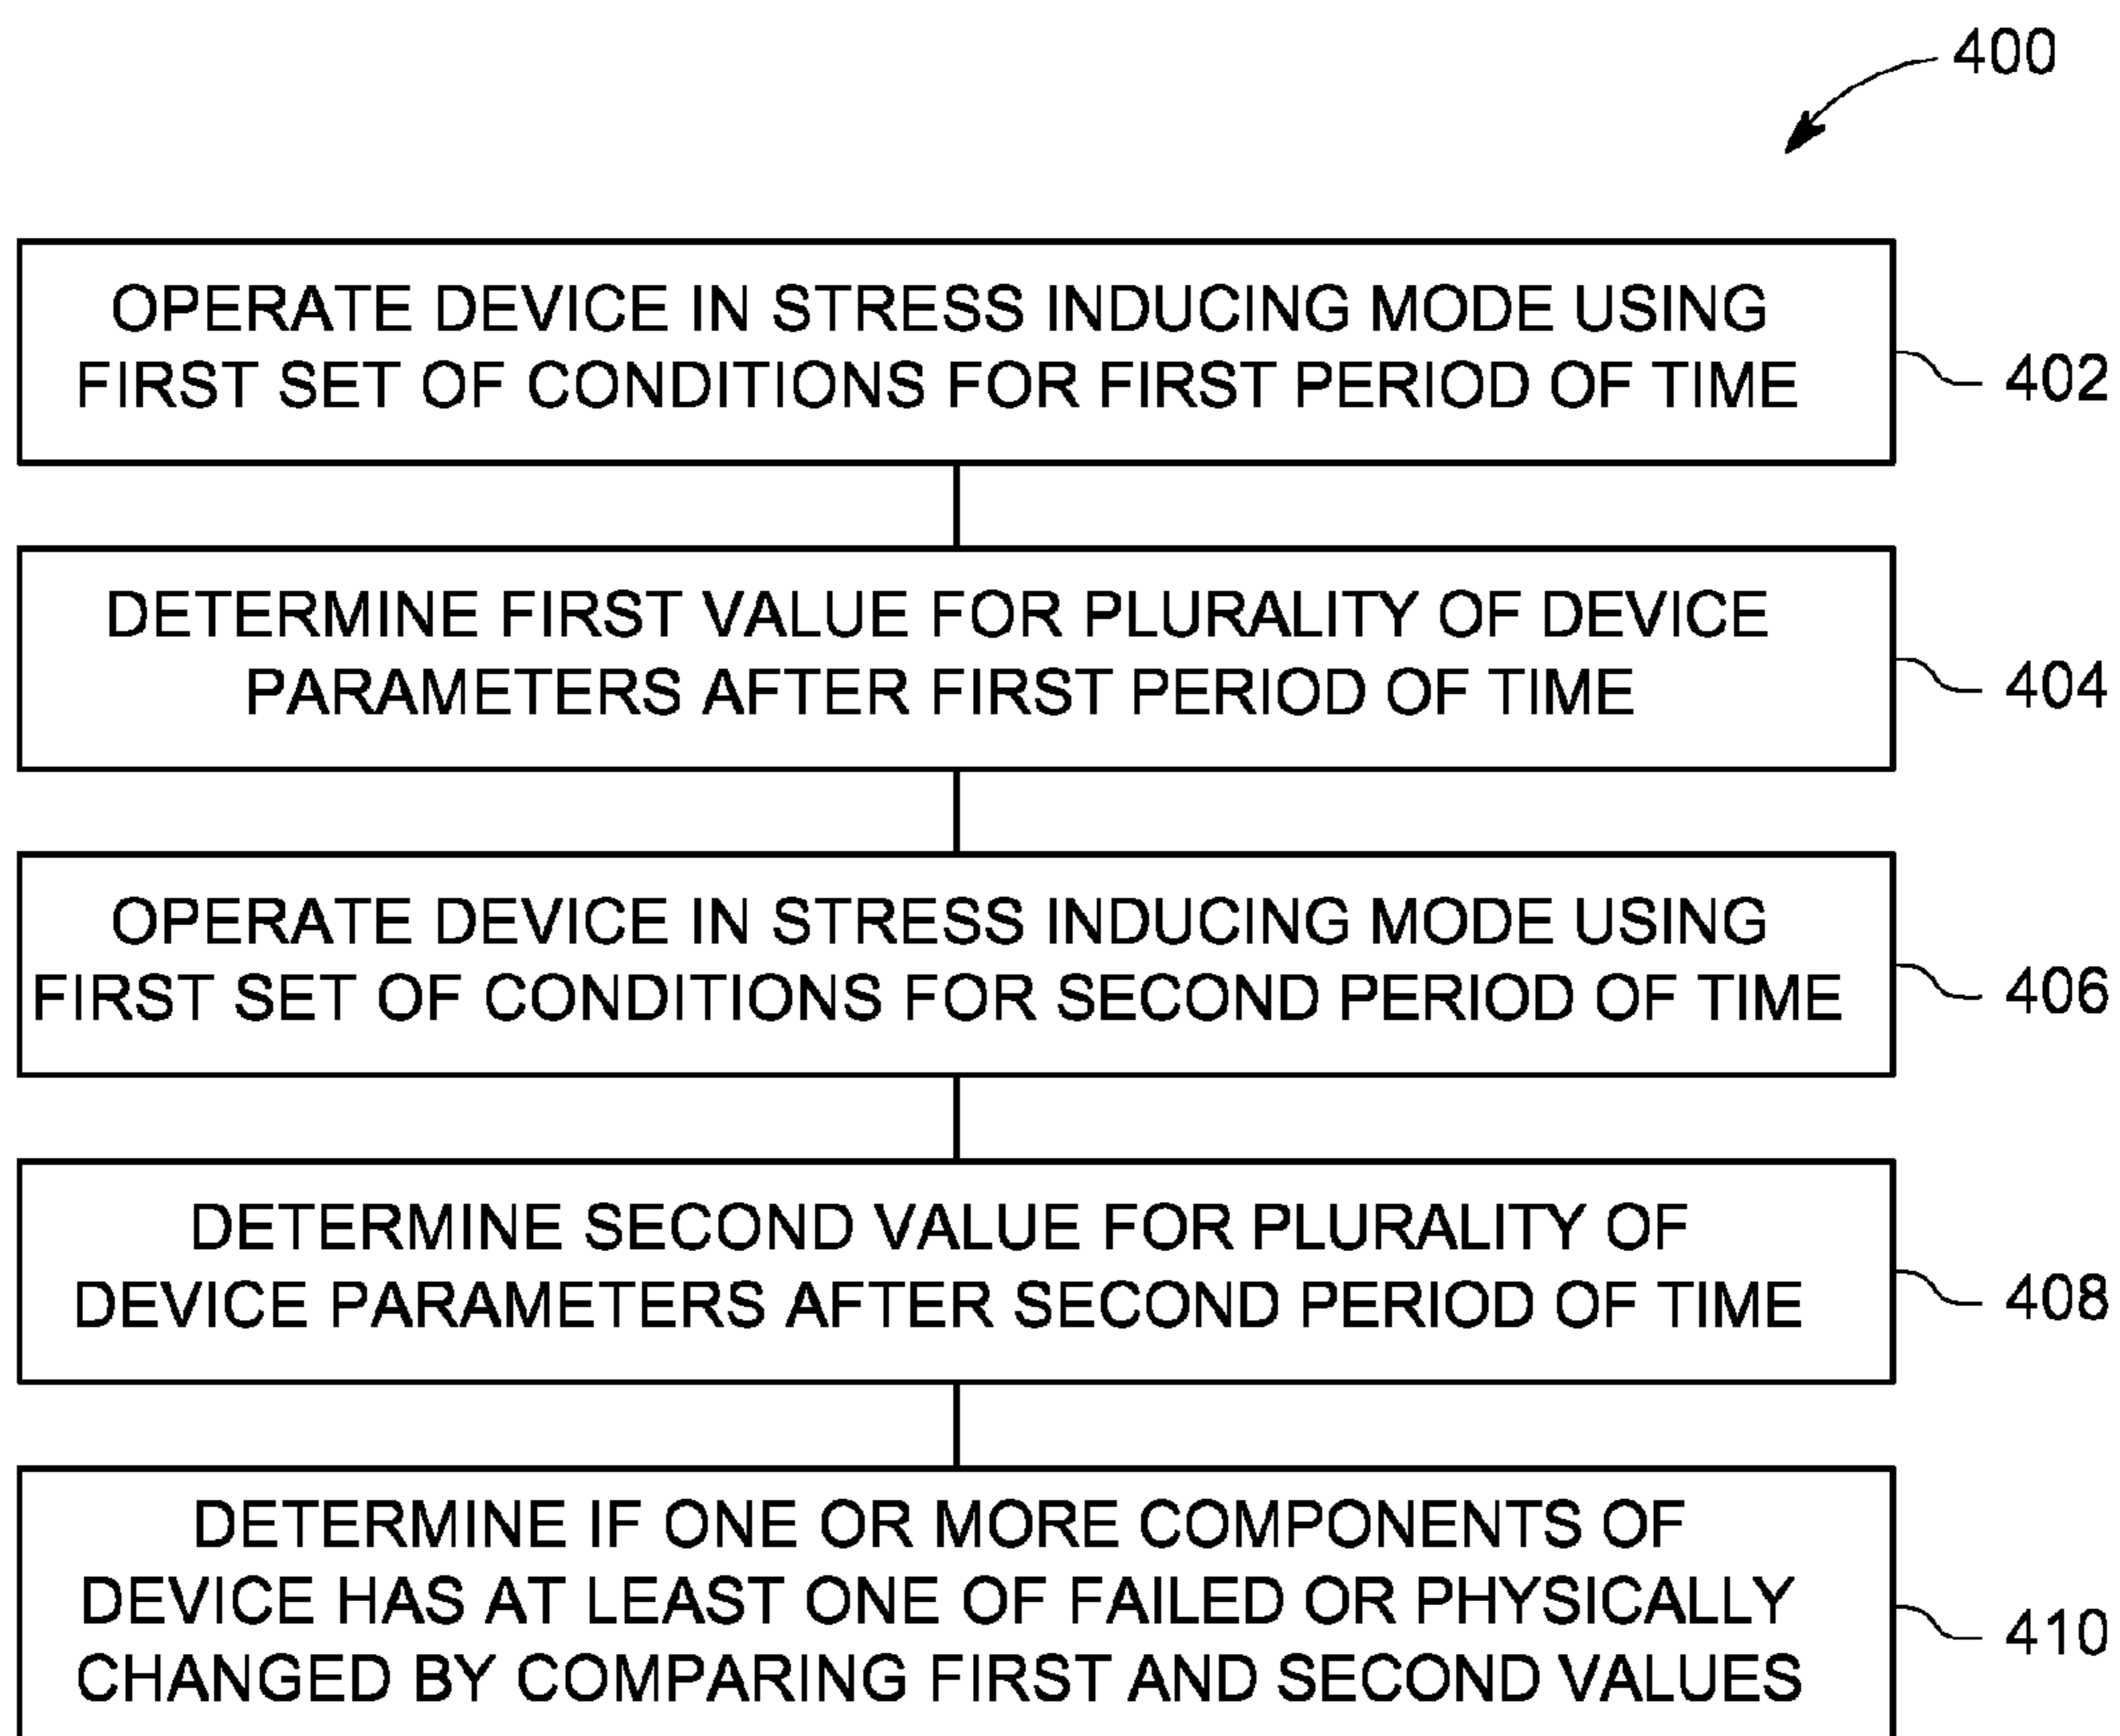 400
OPERATE DEVICE IN STRESS INDUCING MODE USING
FIRST SET OF CONDITIONS FOR FIRST PERIOD OF TIME
402
DETERMINE FIRST VALUE FOR PLURALITY OF DEVICE
PARAMETERS AFTER FIRST PERIOD OF TIME
404
OPERATE DEVICE IN STRESS INDUCING MODE USING
FIRST SET OF CONDITIONS FOR SECOND PERIOD OF TIME
406
DETERMINE SECOND VALUE FOR PLURALITY OF
DEVICE PARAMETERS AFTER SECOND PERIOD OF TIME
408
DETERMINE IF ONE OR MORE COMPONENTS OF
DEVICE HAS AT LEAST ONE OF FAILED OR PHYSICALLY
CHANGED BY COMPARING FIRST AND SECOND VALUES
410